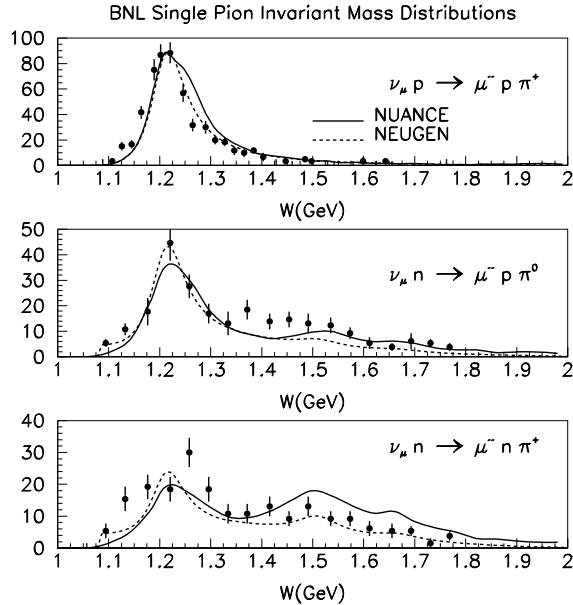 BNL Single Pion Invariant Mass Distributions
100
80
60
40
20
0
ν_μ p → μ⁻ p π⁺
NUANCE
NEUGEN
1 1.1 1.2 1.3 1.4 1.5 1.6 1.7 1.8 1.9 2
W(GeV)
50
40
30
20
10
0
ν_μ n → μ⁻ p π⁰
1 1.1 1.2 1.3 1.4 1.5 1.6 1.7 1.8 1.9 2
W(GeV)
40
30
20
10
0
ν_μ n → μ⁻ n π⁺
1 1.1 1.2 1.3 1.4 1.5 1.6 1.7 1.8 1.9 2
W(GeV)